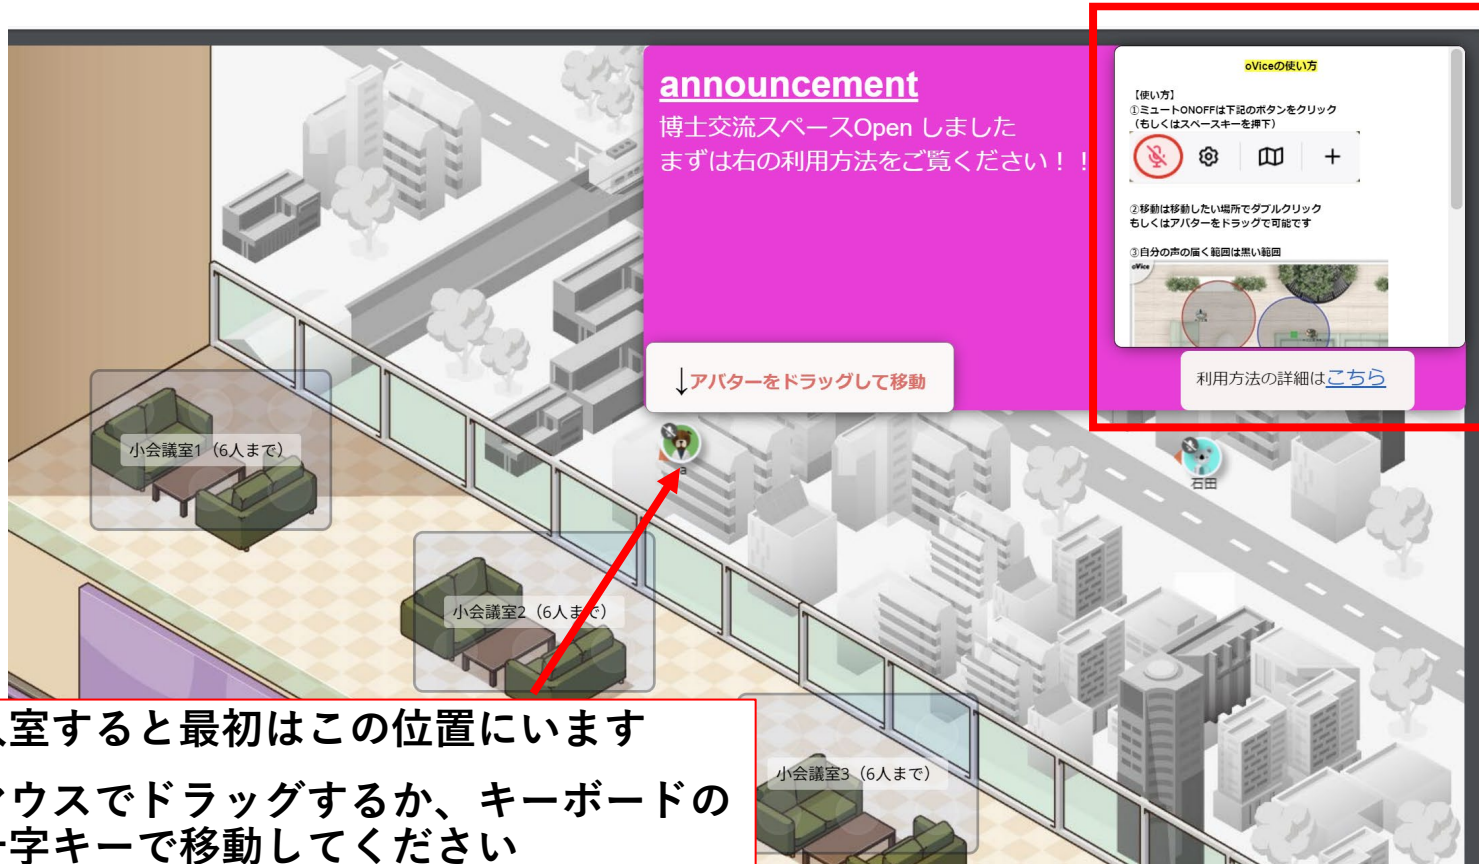 announcement
博士交流スペースOpen しました
まずは右の利用方法をご覧ください！！
oViceの使い方
【使い方】
①ミュートONOFFは下記のボタンをクリック
（もしくはスペースキーを押下）
②移動は移動したい場所でダブルクリック
もしくはアバターをドラッグで可能です
③自分の声の届く範囲は黒い範囲
oVice
利用方法の詳細はこちら
↓アバターをドラッグして移動
a
石田
小会議室1（6人まで）
小会議室2（6人まで）
小会議室3（6人まで）
室すると最初はこの位置にいます
ウスでドラッグするか、キーボードの
字キーで移動してください